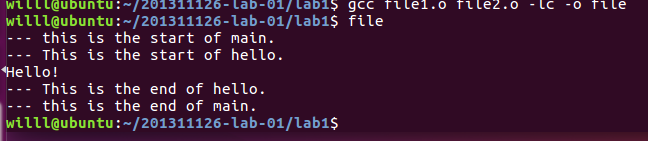 willl@ubuntu:~/201311126-lab-01/lab1$ gcc file1.o file2.o -lc -o file
willl@ubuntu:~/201311126-lab-01/lab1$ file
--- this is the start of main.
--- This is the start of hello.
Hello!
--- This is the end of hello.
--- this is the end of main.
willl@ubuntu:~/201311126-lab-01/lab1$